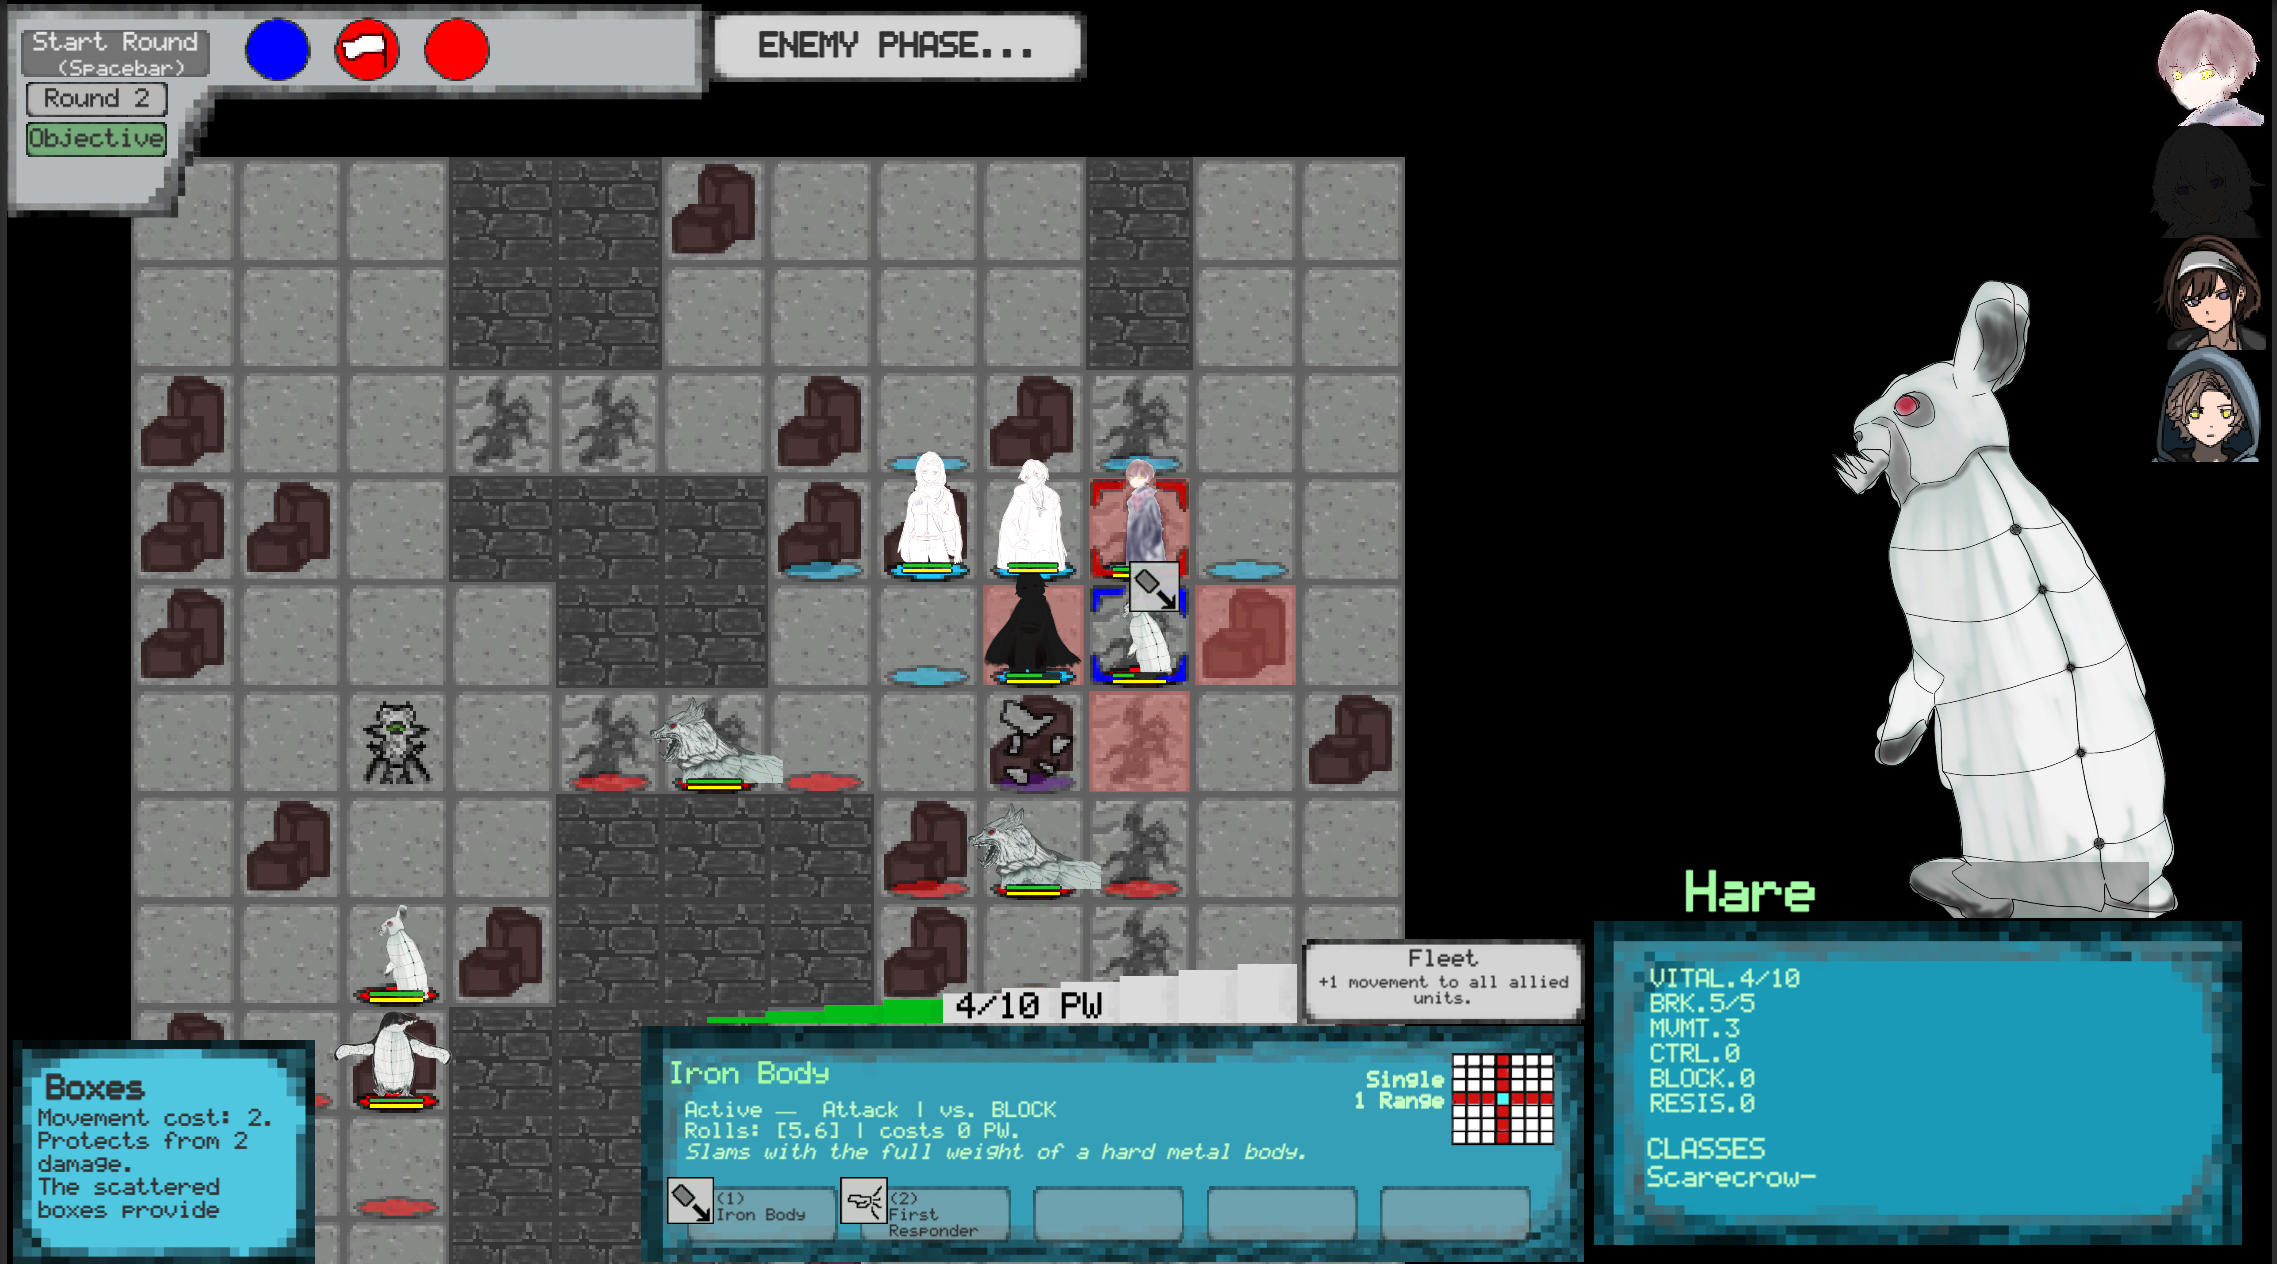 Start Round
(Spacebar)
ENEMY PHASE...
Round 2
Objective
Hare
VITAL.4/10
BRK.5/5
MVMT.3
CTRL.0
BLOCK.0
RESIS.0
CLASSES
Scarecrow—
Fleet
+1 movement to all allied
units.
4/10 PW
Iron Body
Active — Attack | vs. BLOCK
Rolls: [5.6] | costs 0 PW.
Slams with the full weight of a hard metal body.
Single
1 Range
(1)
Iron Body
(2)
First
Responder
Boxes
Movement cost: 2.
Protects from 2
damage.
The scattered
boxes provide